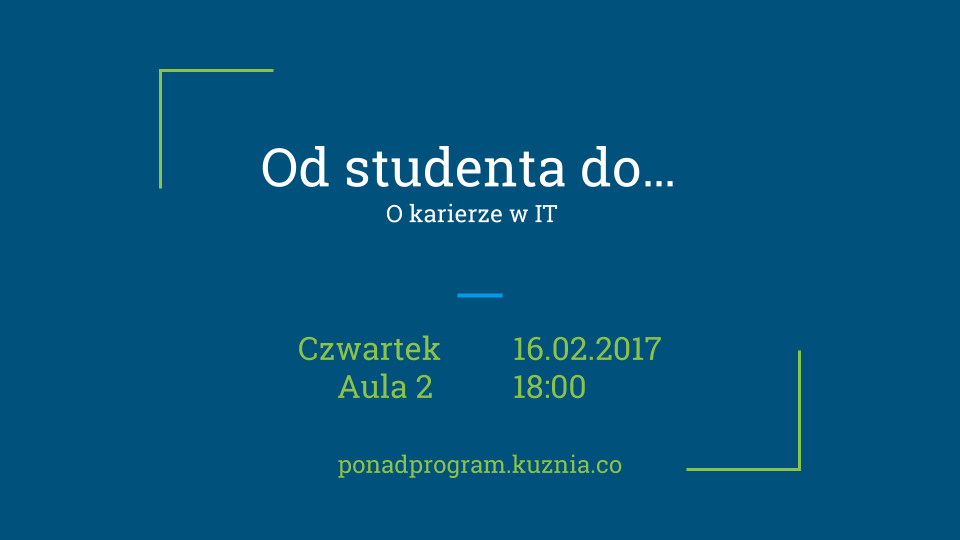 Od studenta do...
O karierze w IT
Czwartek 16.02.2017
Aula 2 18:00
ponadprogram.kuznia.co